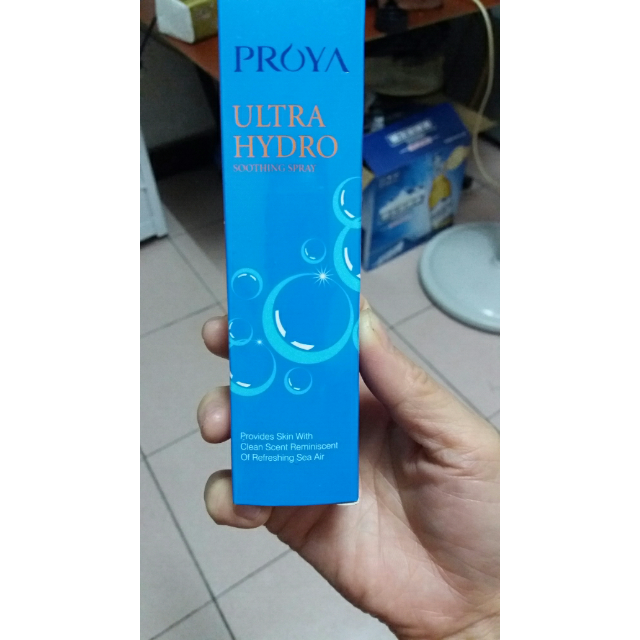 PROYA
ULTRA
HYDRO
SOOTHING SPRAY
Provides Skin With
Clean Scent Reminiscent
Of Refreshing Sea Air